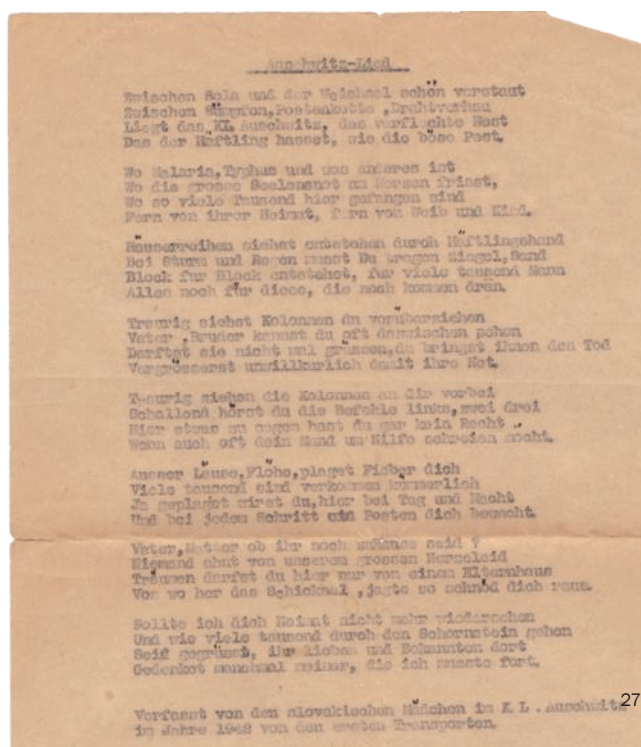 Auschwitz-Lied
Zwischen Sola und der Weichsel schön verstaut
Zwischen Sümpfen,Postenkette ,Drahtverhau
Liegt das KL Auschwitz, das verfluchte Nest
Das der Häftling hasset, wie die böse Pest.
Wo Malaria,Typhus und was anderes ist
Wo die grosse Seelensnot am Herzen frisst,
Wo so viele Tausend hier gefangen sind
Fern von ihrer Heimat, fern von Weib und Kind.
Häuserreihen siehst entstehen durch Häftlingshand
Bei Sturm und Regen musst Du tragen Ziegel,Sand
Block für Block entstehet, für viele tausend Mann
Alles noch für diese, die noch kommen dran.
Traurig siehst Kolonnen du vorüberziehen
Vater ,Bruder kannst du oft dazwischen sehen
Darfst sie nicht mal grüssen,du bringst ihnen den Tod
Vergrösserst unwillkürlich damit ihre Not.
Traurig ziehen die Kolonnen an dir vorbei
Schallend hörst du die Befehle links,zwei drei
Hier etwas zu sagen hast du gar kein Recht
Wenn auch oft dein Mund um Hilfe schreien möcht.
Ausser Läuse,Flöhe,plaget Fieber dich
Viele tausend sind verkommen kümmerlich
Ja geplaget wirst du,hier bei Tag und Nacht
Und bei jedem Schritt ein Posten dich bewacht.
Vater,Mutter ob ihr noch zuhause seid ?
Niemand ahnt von unserem grossen Herzeleid
Träumen darfst du hier nur von einem Elternhaus
Von wo her das Schicksal ,jagte so schnöd dich raus.
Sollte ich dich Heimat nicht mehr wiedersehen
Und wie viele tausend durch den Schornstein gehen
Seid gegrüsst, ihr lieben und Bekannten dort
Gedenket manchmal meiner, die ich musste fort.
Verfasst von den slovakischen Mädchen im K L . Auschwitz
im Jahre 1942 von den ersten Transporten.
27